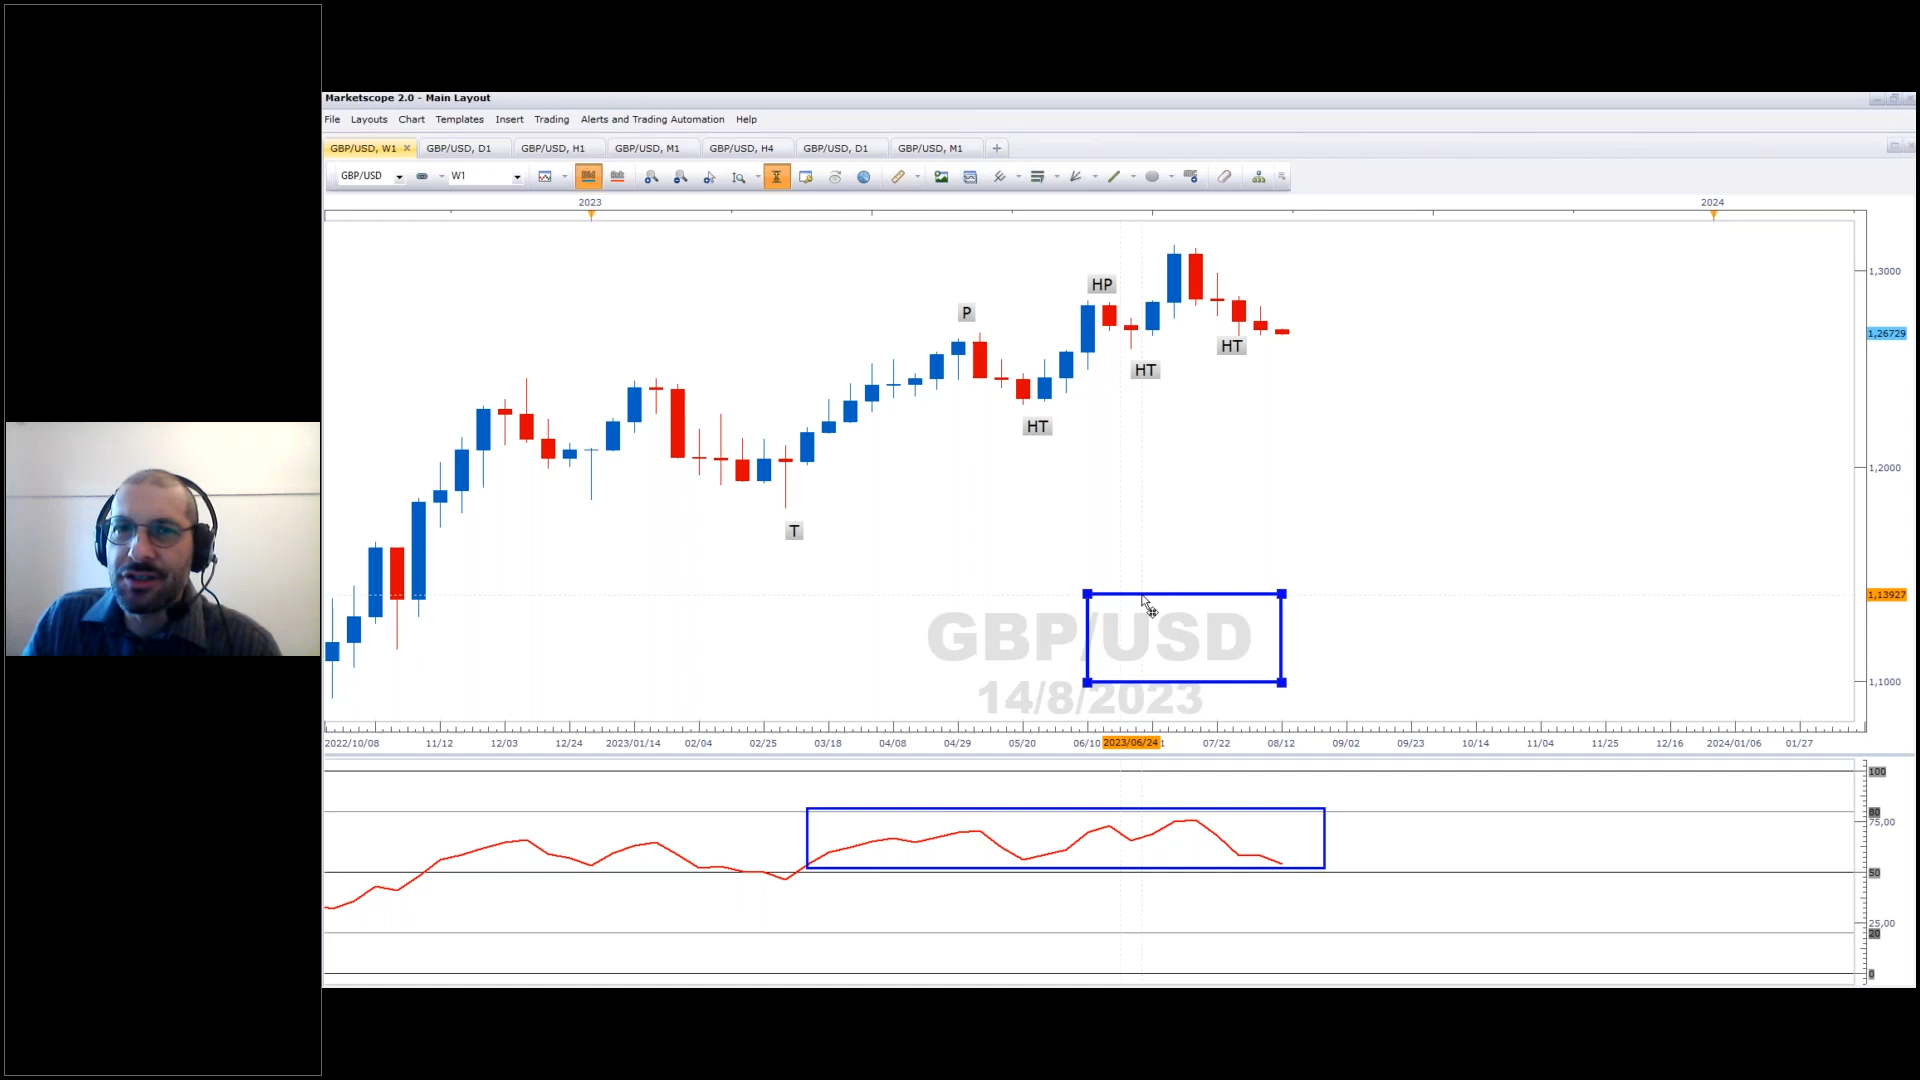 Marketscope 2.0 - Main Layout
File Layouts Chart Templates Insert Trading Alerts and Trading Automation Help
GBP/USD, W1 GBP/USD, D1 GBP/USD, H1 GBP/USD, M1 GBP/USD, H4 GBP/USD, D1 GBP/USD, M1
GBP/USD W1
2023 2024
1,3000
HP
P
1,26729
HT
HT
HT
1,2000
T
1,13927
GBP/USD
1,1000
14/8/2023
2022/10/08 11/12 12/03 12/24 2023/01/14 02/04 02/25 03/18 04/08 04/29 05/20 06/10 2023/06/24 1 07/22 08/12 09/02 09/23 10/14 11/04 11/25 12/16 2024/01/06 01/27
100
80
75,00
50
25,00
20
0